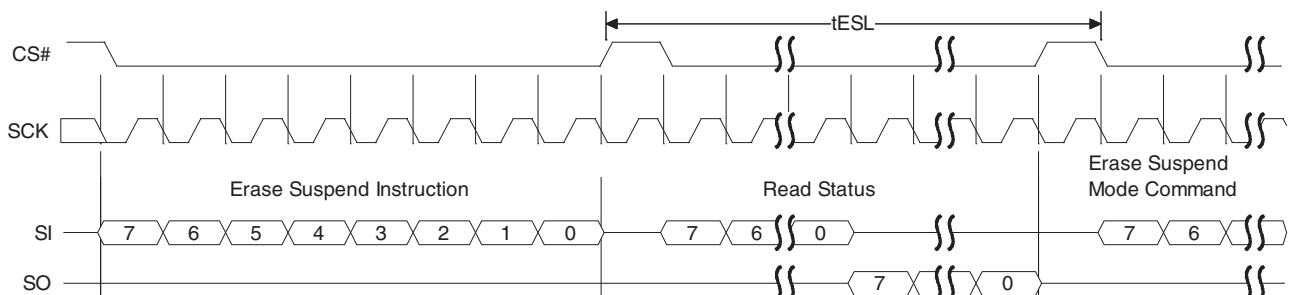 tESL
CS#
SCK
Erase Suspend Instruction
Read Status
Erase Suspend
Mode Command
SI
7 6 5 4 3 2 1 0 7 6 0 7 6
SO
7 0